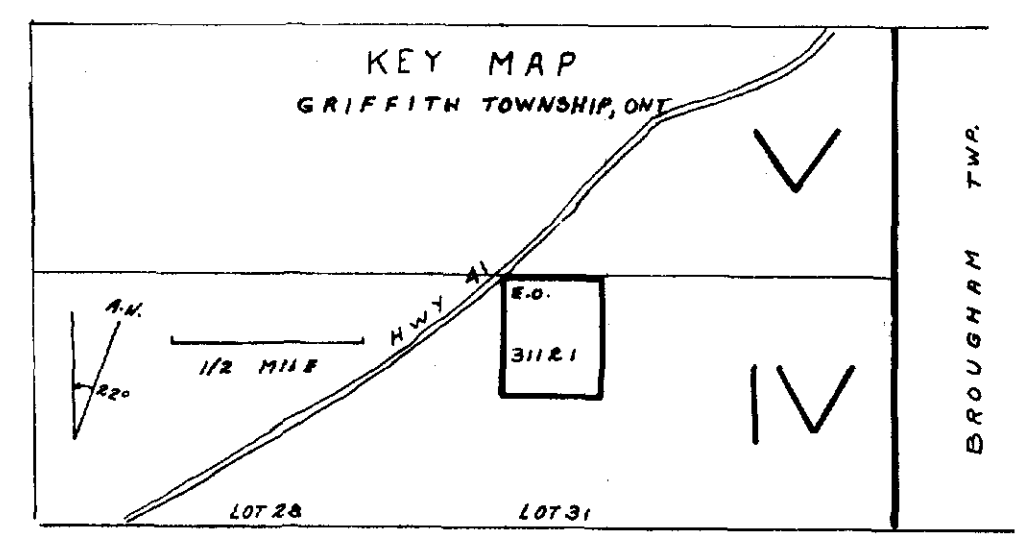 KEY MAP
GRIFFITH TOWNSHIP, ONT
V
BROUGHAM TWP.
HWY 41
E.O.
31121
A.N.
22°
1/2 MILE
IV
LOT 28
LOT 31